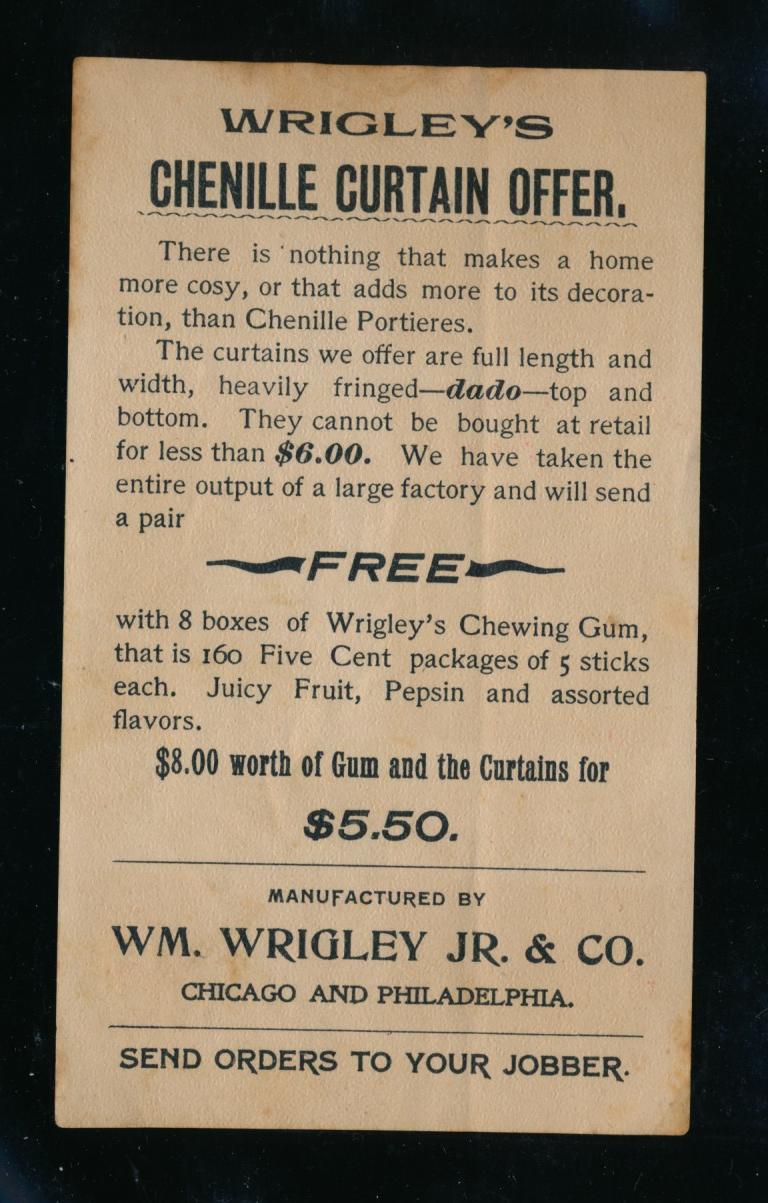 WRIGLEY'S
CHENILLE CURTAIN OFFER.
There is nothing that makes a home
more cosy, or that adds more to its decora-
tion, than Chenille Portieres.
The curtains we offer are full length and
width, heavily fringed—dado—top and
bottom. They cannot be bought at retail
for less than $6.00. We have taken the
entire output of a large factory and will send
a pair
FREE
with 8 boxes of Wrigley's Chewing Gum,
that is 160 Five Cent packages of 5 sticks
each. Juicy Fruit, Pepsin and assorted
flavors.
$8.00 worth of Gum and the Curtains for
$5.50.
MANUFACTURED BY
WM. WRIGLEY JR. & CO.
CHICAGO AND PHILADELPHIA.
SEND ORDERS TO YOUR JOBBER.